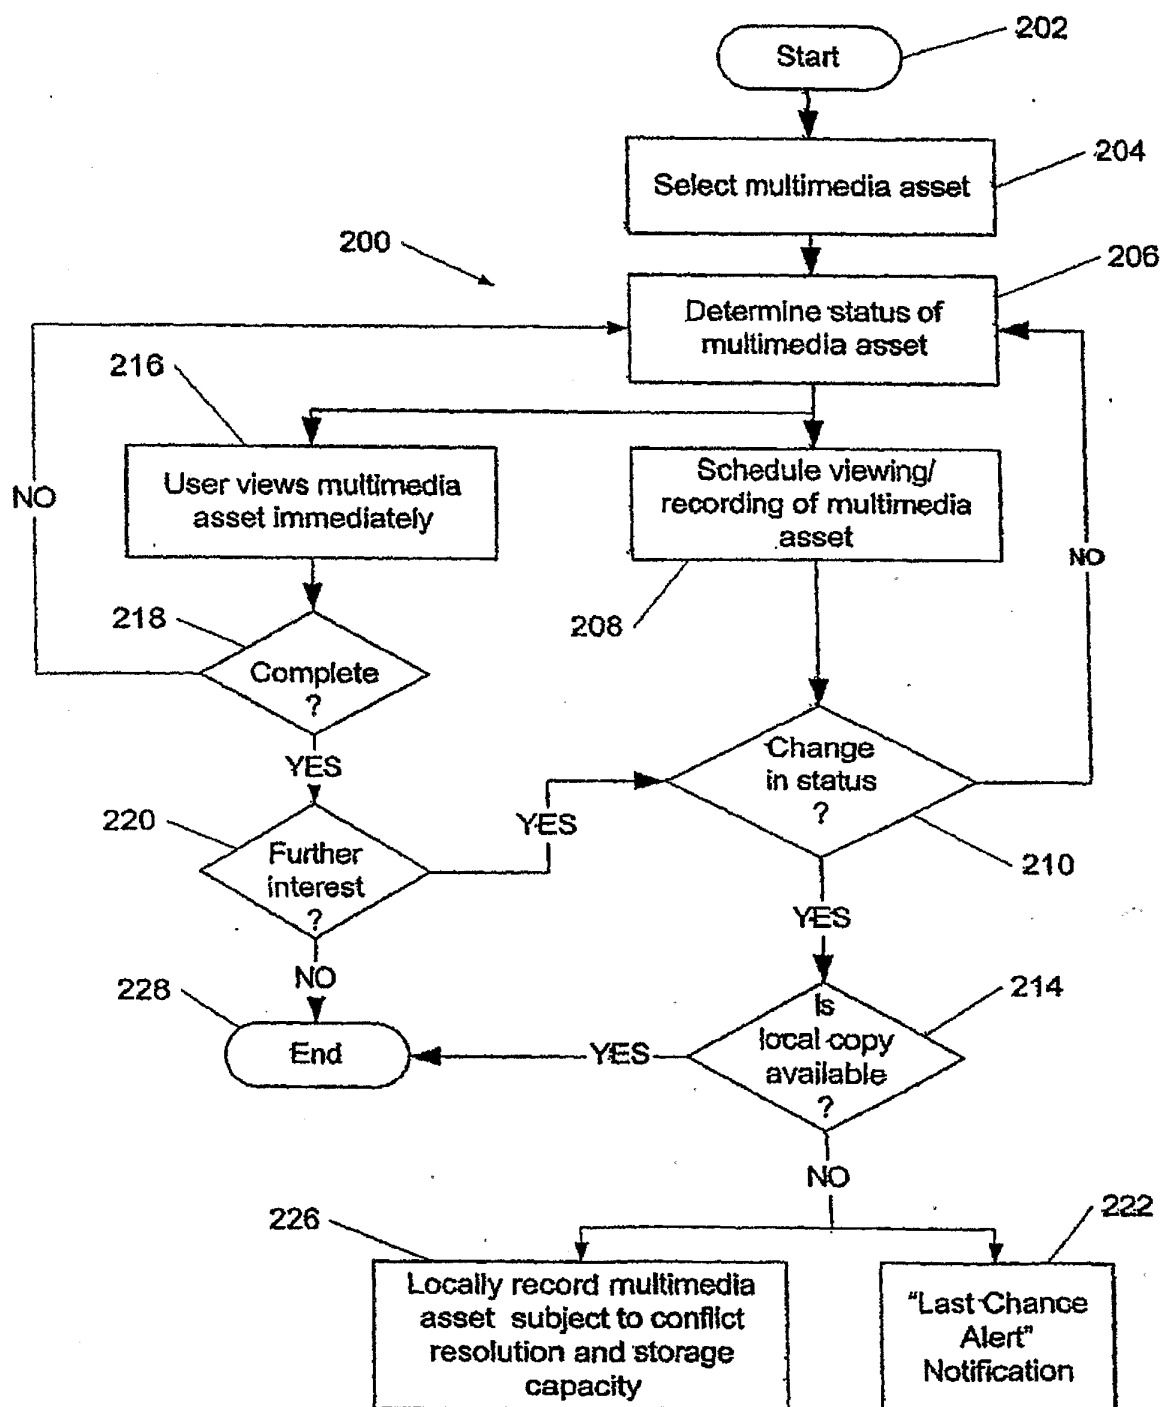 Start
202
Select multimedia asset
204
200
206
Determine status of
multimedia asset
216
User views multimedia
asset immediately
Schedule viewing/
recording of multimedia
asset
NO
NO
208
218
Complete
?
YES
Change
in status
?
210
220
Further
interest
?
YES
YES
NO
228
End
214
Is
local copy
available
?
YES
NO
226
222
Locally record multimedia
asset subject to conflict
resolution and storage
capacity
"Last Chance
Alert"
Notification